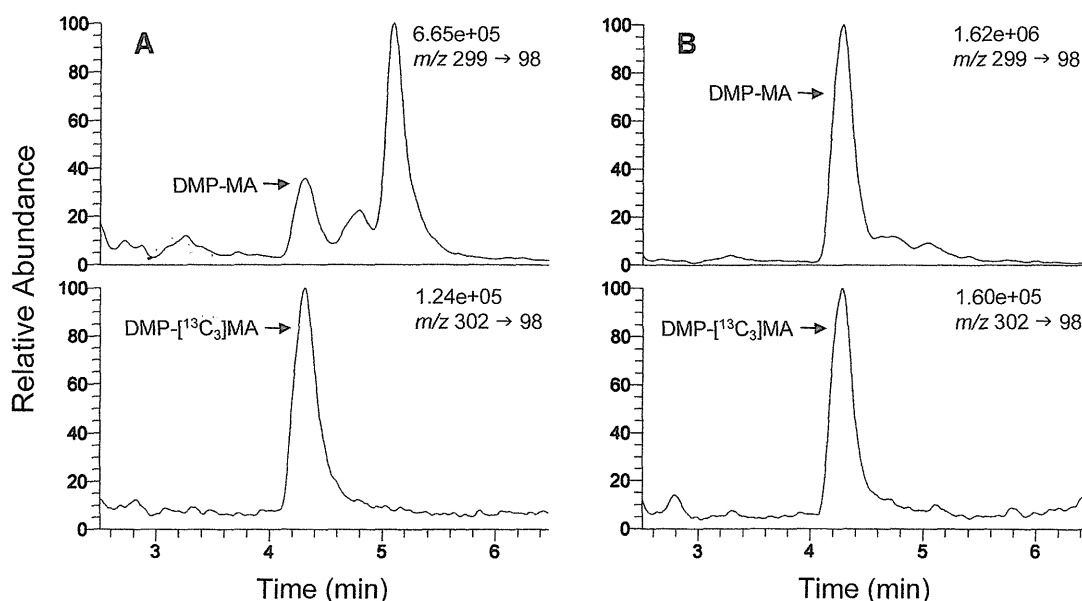 Relative Abundance
A
6.65e+05
m/z 299 → 98
DMP-MA
100
80
60
40
20
0
1.24e+05
m/z 302 → 98
DMP-[¹³C₃]MA
100
80
60
40
20
0
3 4 5 6
Time (min)
B
1.62e+06
m/z 299 → 98
DMP-MA
100
80
60
40
20
0
1.60e+05
m/z 302 → 98
DMP-[¹³C₃]MA
100
80
60
40
20
0
3 4 5 6
Time (min)